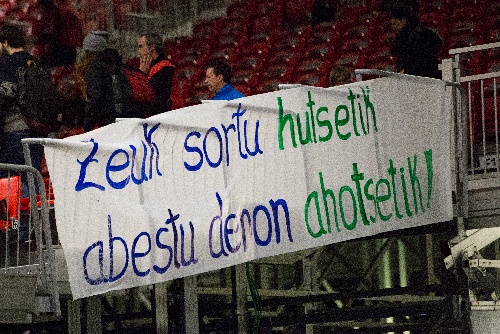 Zeuk sortu hutsetik
abestu denon ahotsetik!